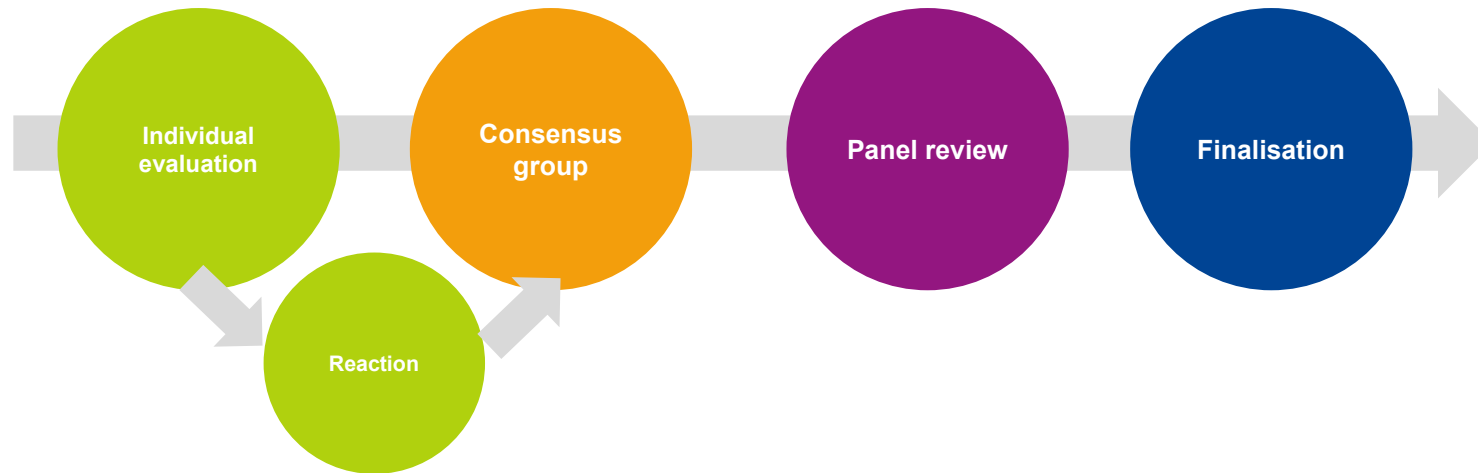 Individual
evaluation
Consensus
group
Panel review
Finalisation
Reaction